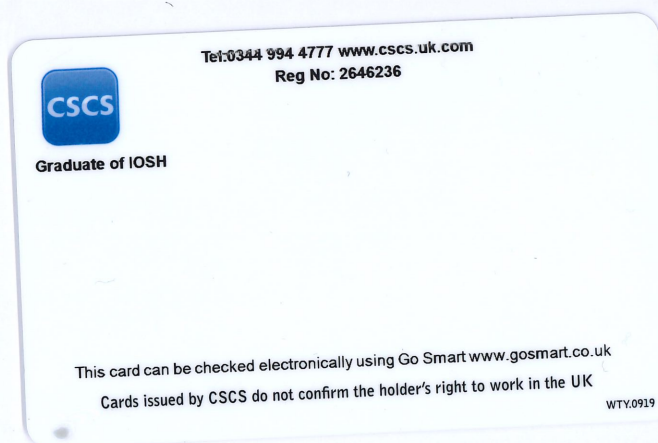 Tel:0344 994 4777 www.cscs.uk.com
Reg No: 2646236
CSCS
Graduate of IOSH
This card can be checked electronically using Go Smart www.gosmart.co.uk
Cards issued by CSCS do not confirm the holder's right to work in the UK
WTY.0919